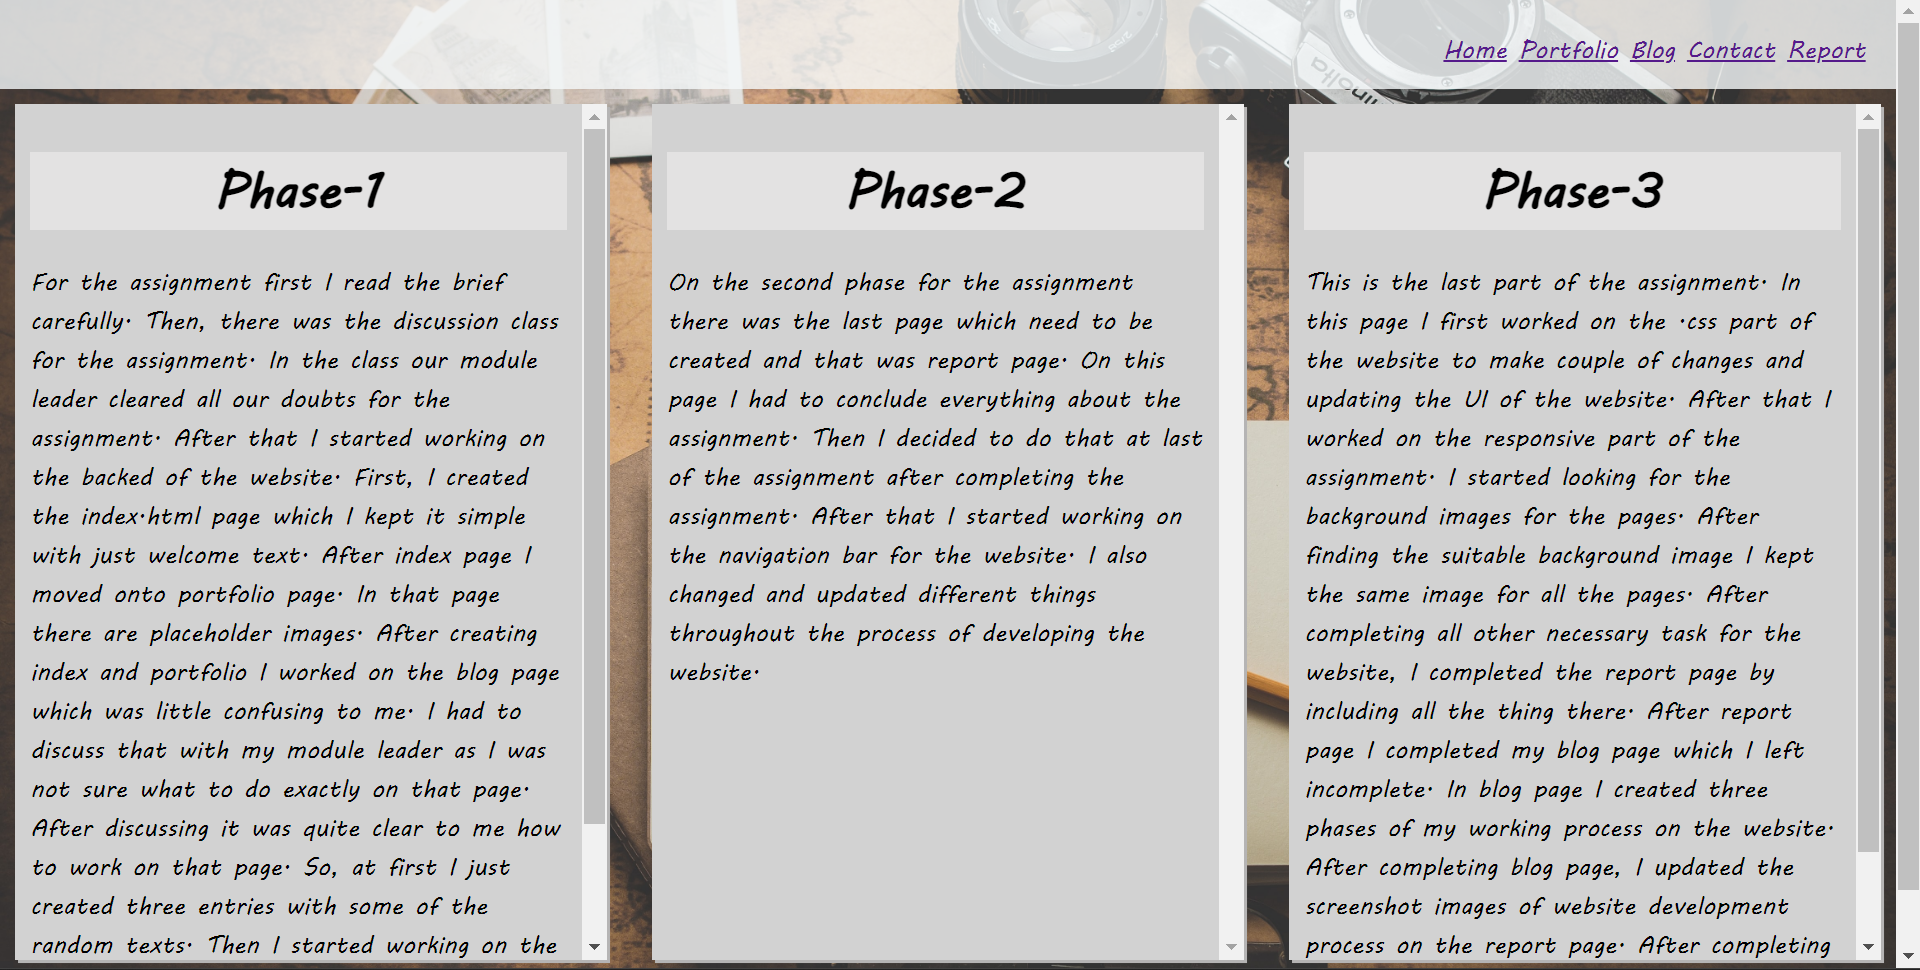 Home Portfolio Blog Contact Report
Phase-1
For the assignment first I read the brief
carefully. Then, there was the discussion class
for the assignment. In the class our module
leader cleared all our doubts for the
assignment. After that I started working on
the backed of the website. First, I created
the index.html page which I kept it simple
with just welcome text. After index page I
moved onto portfolio page. In that page
there are placeholder images. After creating
index and portfolio I worked on the blog page
which was little confusing to me. I had to
discuss that with my module leader as I was
not sure what to do exactly on that page.
After discussing it was quite clear to me how
to work on that page. So, at first I just
created three entries with some of the
random texts. Then I started working on the
Phase-2
On the second phase for the assignment
there was the last page which need to be
created and that was report page. On this
page I had to conclude everything about the
assignment. Then I decided to do that at last
of the assignment after completing the
assignment. After that I started working on
the navigation bar for the website. I also
changed and updated different things
throughout the process of developing the
website.
Phase-3
This is the last part of the assignment. In
this page I first worked on the .css part of
the website to make couple of changes and
updating the UI of the website. After that I
worked on the responsive part of the
assignment. I started looking for the
background images for the pages. After
finding the suitable background image I kept
the same image for all the pages. After
completing all other necessary task for the
website, I completed the report page by
including all the thing there. After report
page I completed my blog page which I left
incomplete. In blog page I created three
phases of my working process on the website.
After completing blog page, I updated the
screenshot images of website development
process on the report page. After completing